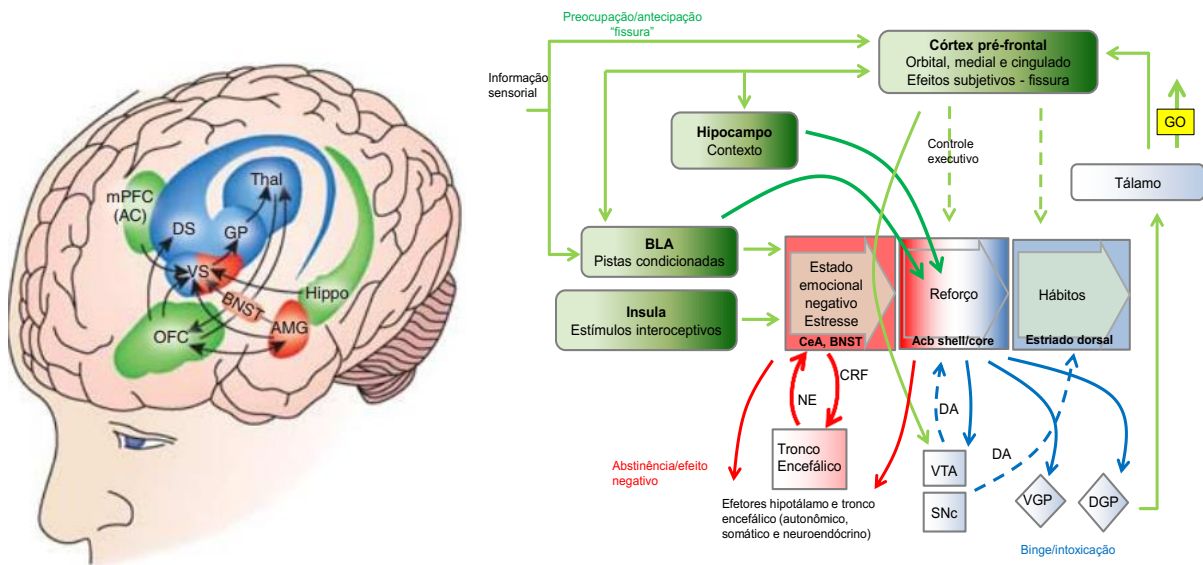 mPFC
(AC)
DS
Thal
GP
VS
BNST
Hippo
OFC
AMG
Preocupação/antecipação
“fissura”
Informação
sensorial
Córtex pré-frontal
Orbital, medial e cingulado
Efeitos subjetivos - fissura
GO
Hipocampo
Contexto
Controle
executivo
Tálamo
BLA
Pistas condicionadas
Insula
Estímulos interoceptivos
Estado
emocional
negativo
Estresse
CeA, BNST
Reforço
Acb shell/core
Hábitos
Estriado dorsal
CRF
NE
DA
DA
Tronco
Encefálico
VTA
SNc
VGP
DGP
Abstinência/efeito
negativo
Efetores hipotálamo e tronco
encefálico (autonômico,
somático e neuroendócrino)
Binge/intoxicação